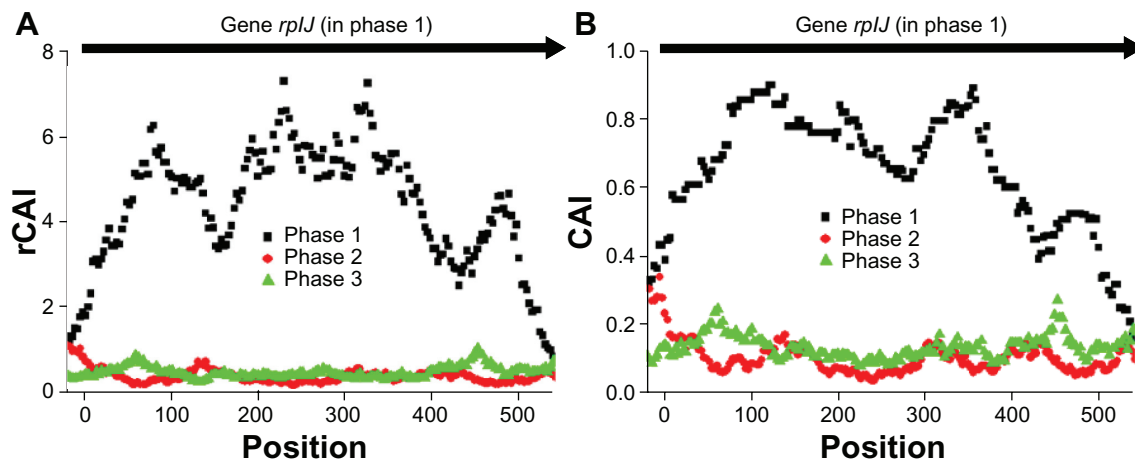 A
Gene rplJ (in phase 1)
8
6
4
2
0
rCAI
Phase 1
Phase 2
Phase 3
0 100 200 300 400 500
Position
B
Gene rplJ (in phase 1)
1.0
0.8
0.6
0.4
0.2
0.0
CAI
Phase 1
Phase 2
Phase 3
0 100 200 300 400 500
Position